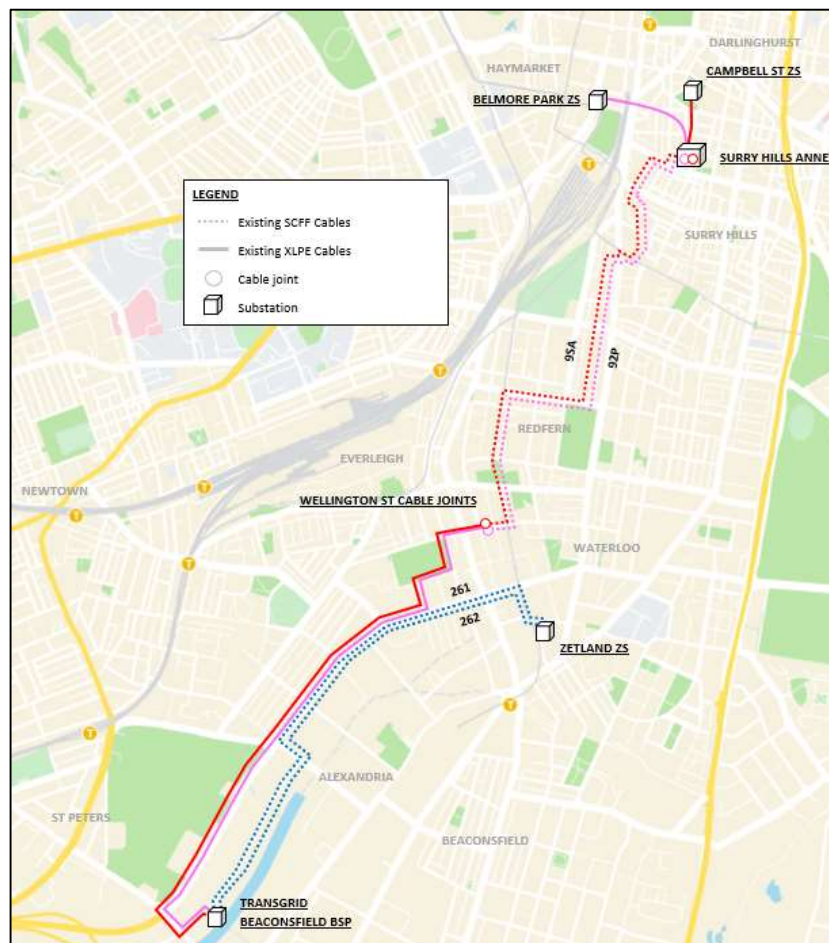 DARLINGHURST
HAYMARKET
CAMPBELL ST ZS
BELMORE PARK ZS
SURRY HILLS ANNE
LEGEND
Existing SCFF Cables
Existing XLPE Cables
Cable joint
Substation
SURRY HILLS
9SA
92P
REDFERN
EVERLEIGH
NEWTOWN
WELLINGTON ST CABLE JOINTS
WATERLOO
261
262
ZETLAND ZS
ALEXANDRIA
ST PETERS
BEACONSFIELD
TRANSGRID
BEACONSFIELD BSP
T
T
T
T
T
T
T
T
T